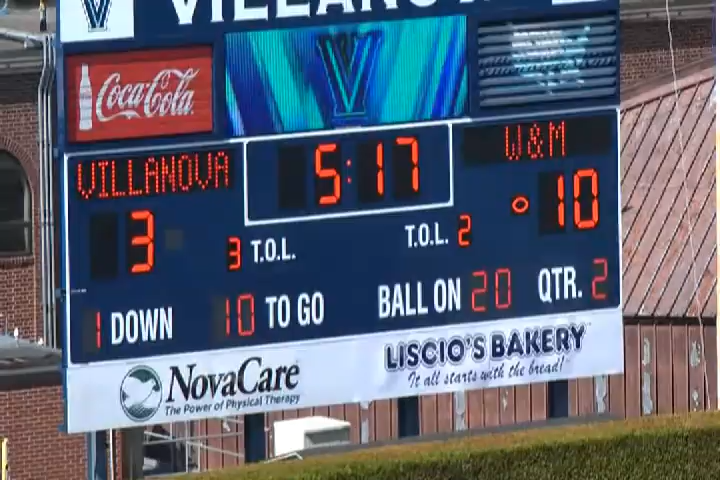 VILLANOVA
V
Coca-Cola
V
VILLANOVA
5:17
W&M
3
10
3 T.O.L.
T.O.L. 2
1 DOWN
10 TO GO
BALL ON 20
QTR. 2
NovaCare
The Power of Physical Therapy
LISCIO'S BAKERY
It all starts with the bread!